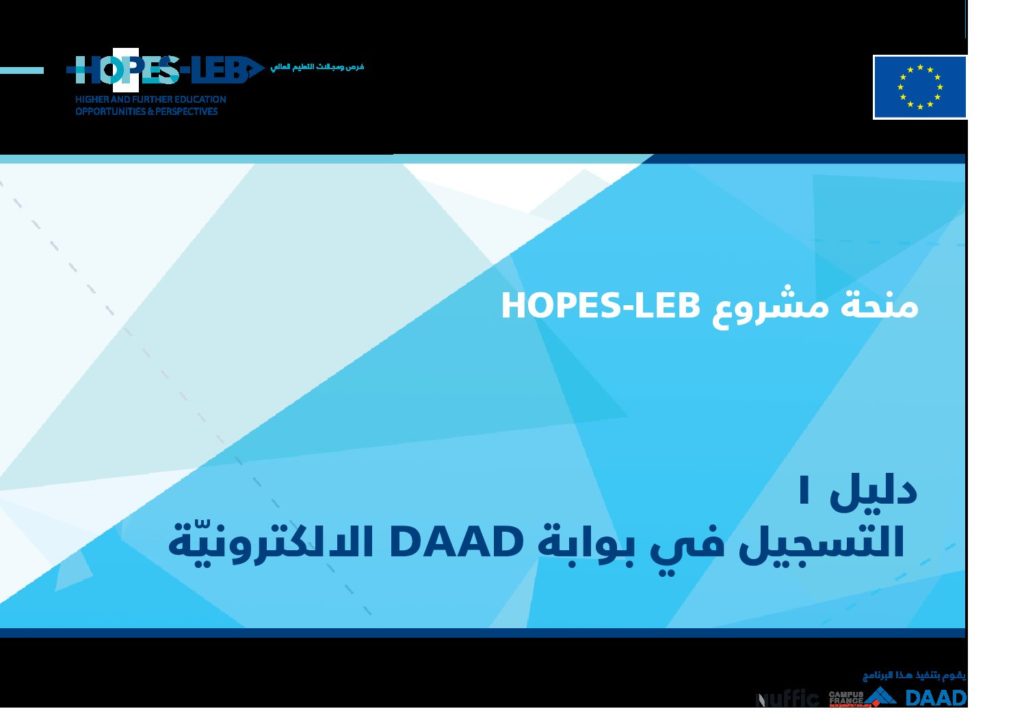 HOPES-LEB فرص ومجالات التعليم العالي
HIGHER AND FURTHER EDUCATION
OPPORTUNITIES & PERSPECTIVES
منحة مشروع HOPES-LEB
دليل ١
التسجيل في بوابة DAAD الالكترونيّة
يقوم بتنفيذ هذا البرنامج
nuffic
CAMPUS
FRANCE
DAAD